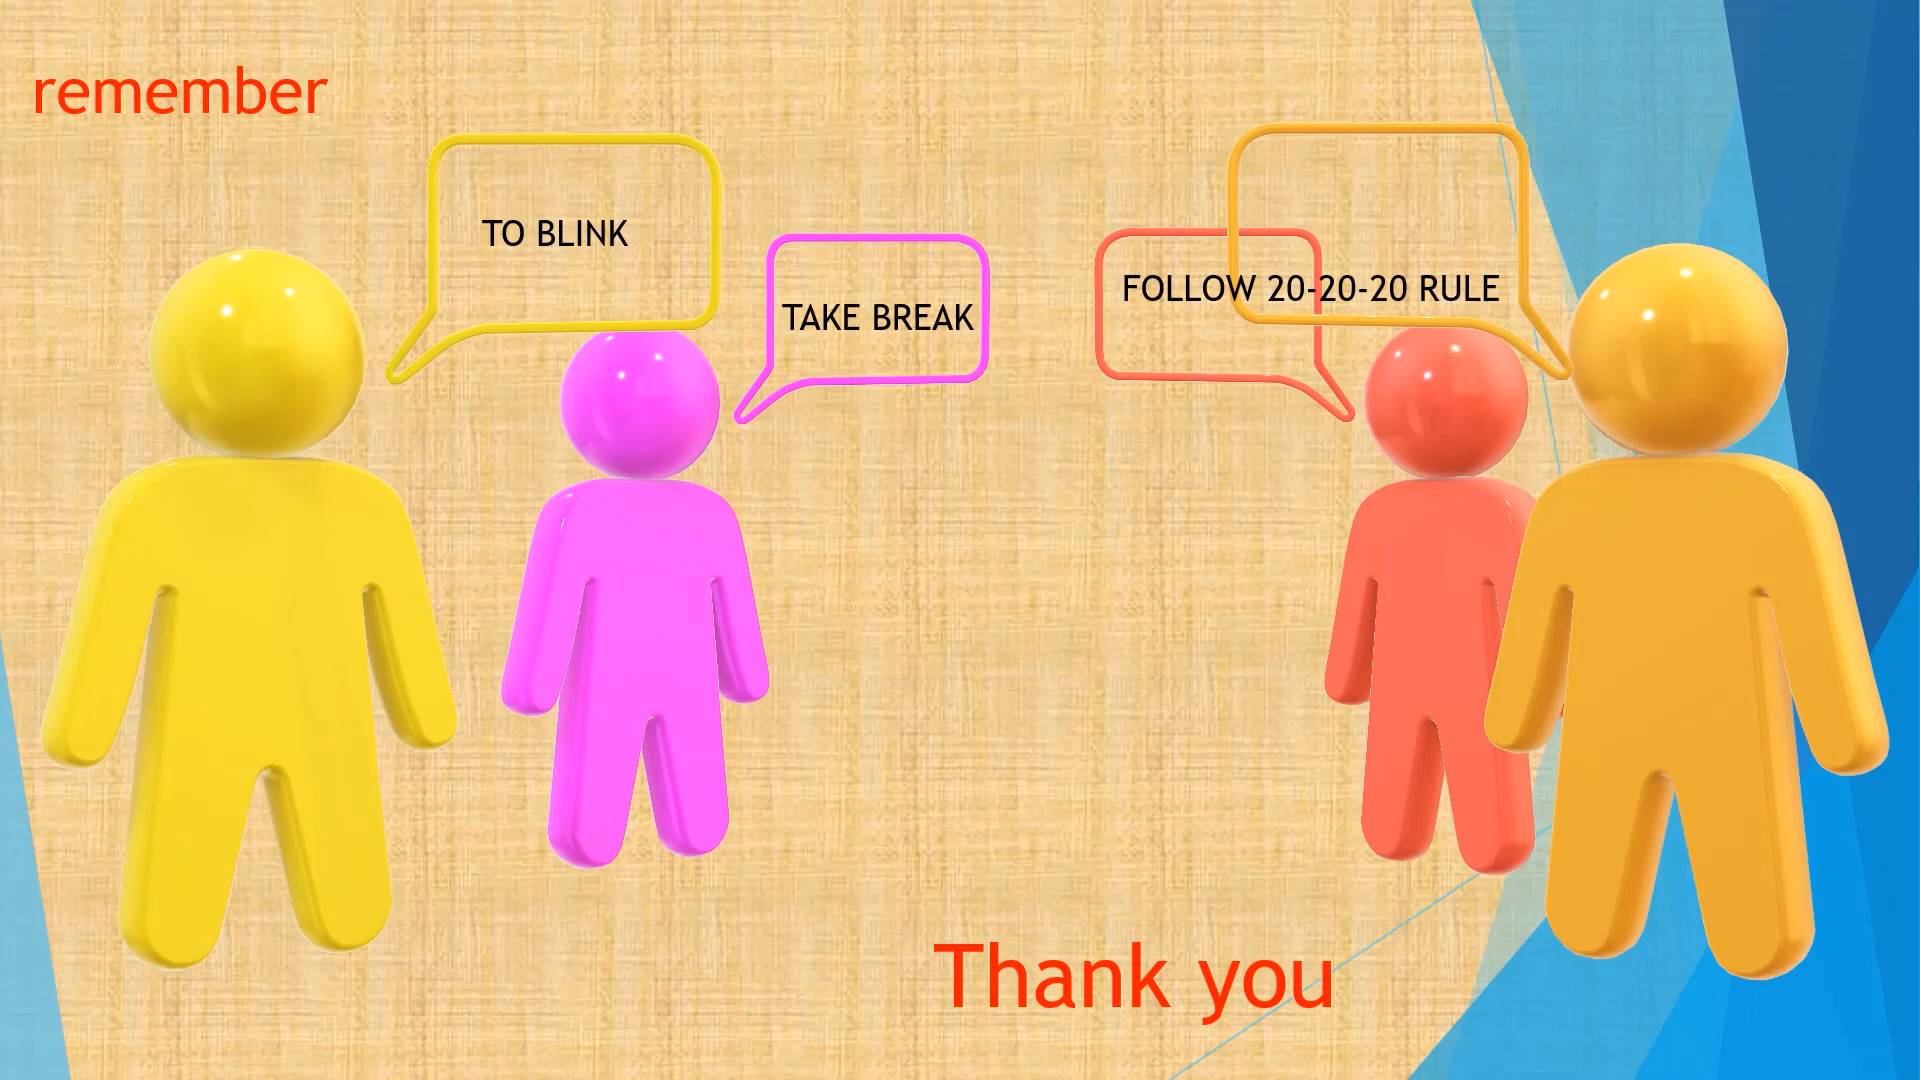 remember
TO BLINK
TAKE BREAK
FOLLOW 20-20-20 RULE
Thank you